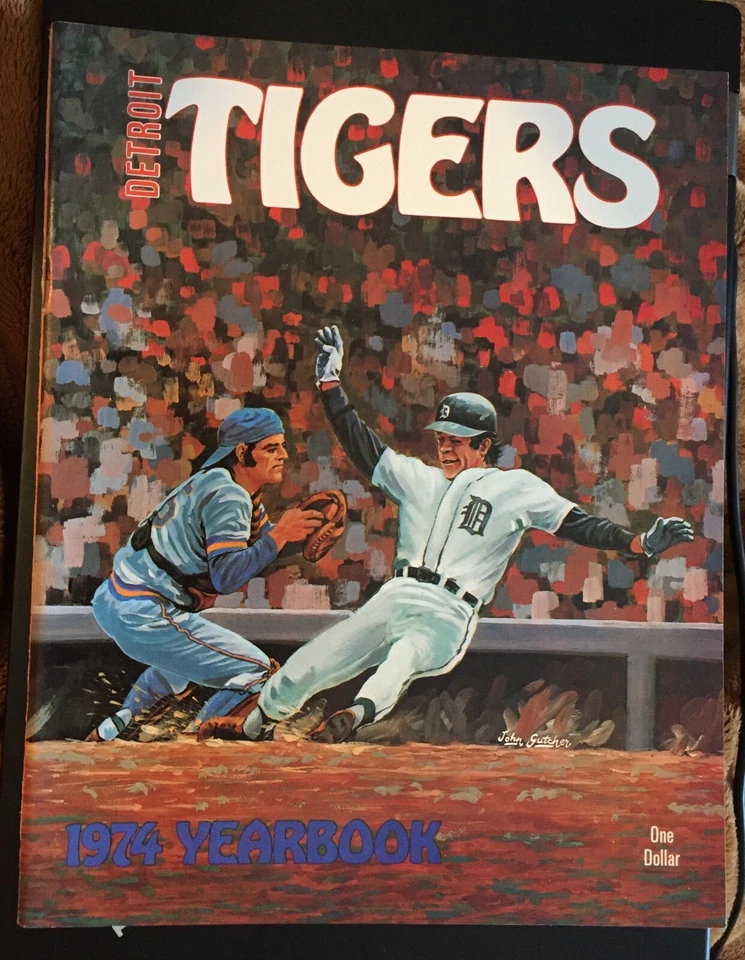 DETROIT
TIGERS
D
D
John Gutcher
1974 YEARBOOK
One
Dollar